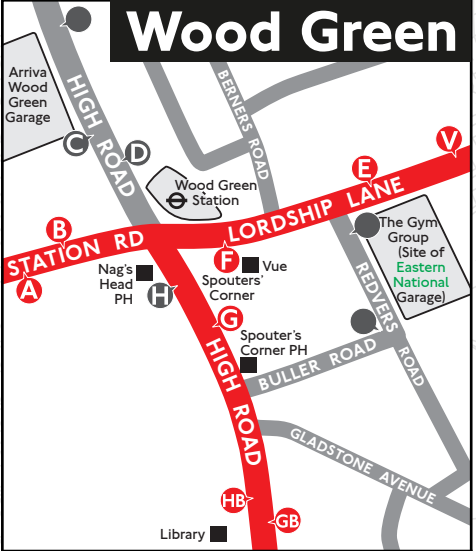 Wood Green
Arriva
Wood
Green
Garage
HIGH ROAD
C
D
BERNERS ROAD
Wood Green
Station
V
E
LORDSHIP LANE
B
STATION RD
A
F
Vue
Spouters'
Corner
Nag's
Head
PH
H
The Gym
Group
(Site of
Eastern
National
Garage)
REDVERS ROAD
G
Spouter's
Corner PH
HIGH ROAD
BULLER ROAD
GLADSTONE AVENUE
HB
GB
Library